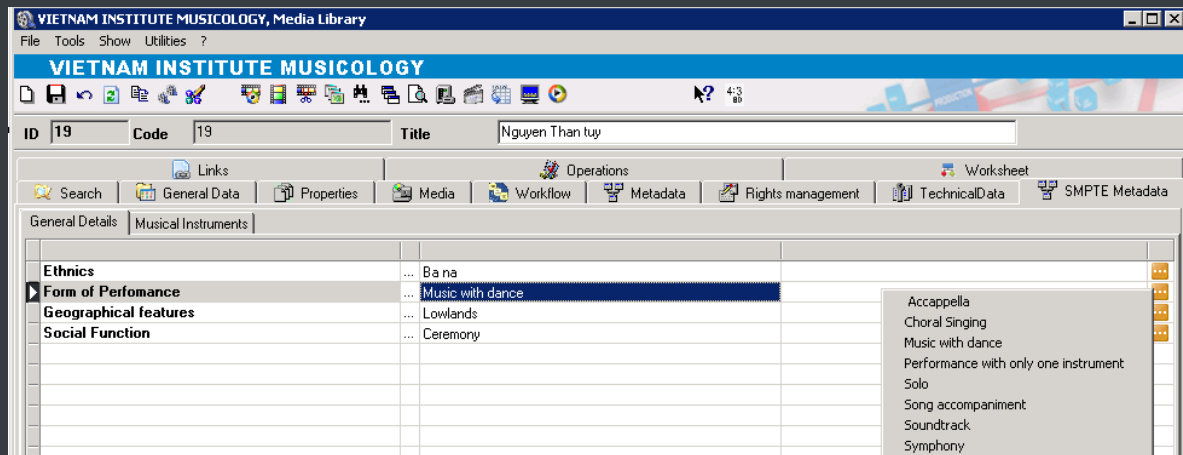 VIETNAM INSTITUTE MUSICOLOGY, Media Library
File Tools Show Utilities ?
VIETNAM INSTITUTE MUSICOLOGY
4:3
PRODUCTION
ID 19 Code 19 Title Nguyen Than tuy
Links Operations Worksheet
Search General Data Properties Media Workflow Metadata Rights management TechnicalData SMPTE Metadata
General Details Musical Instruments
Ethnics ... Ba na
Form of Perfomance ... Music with dance
Geographical features ... Lowlands
Social Function ... Ceremony
Accappella
Choral Singing
Music with dance
Performance with only one instrument
Solo
Song accompaniment
Soundtrack
Symphony